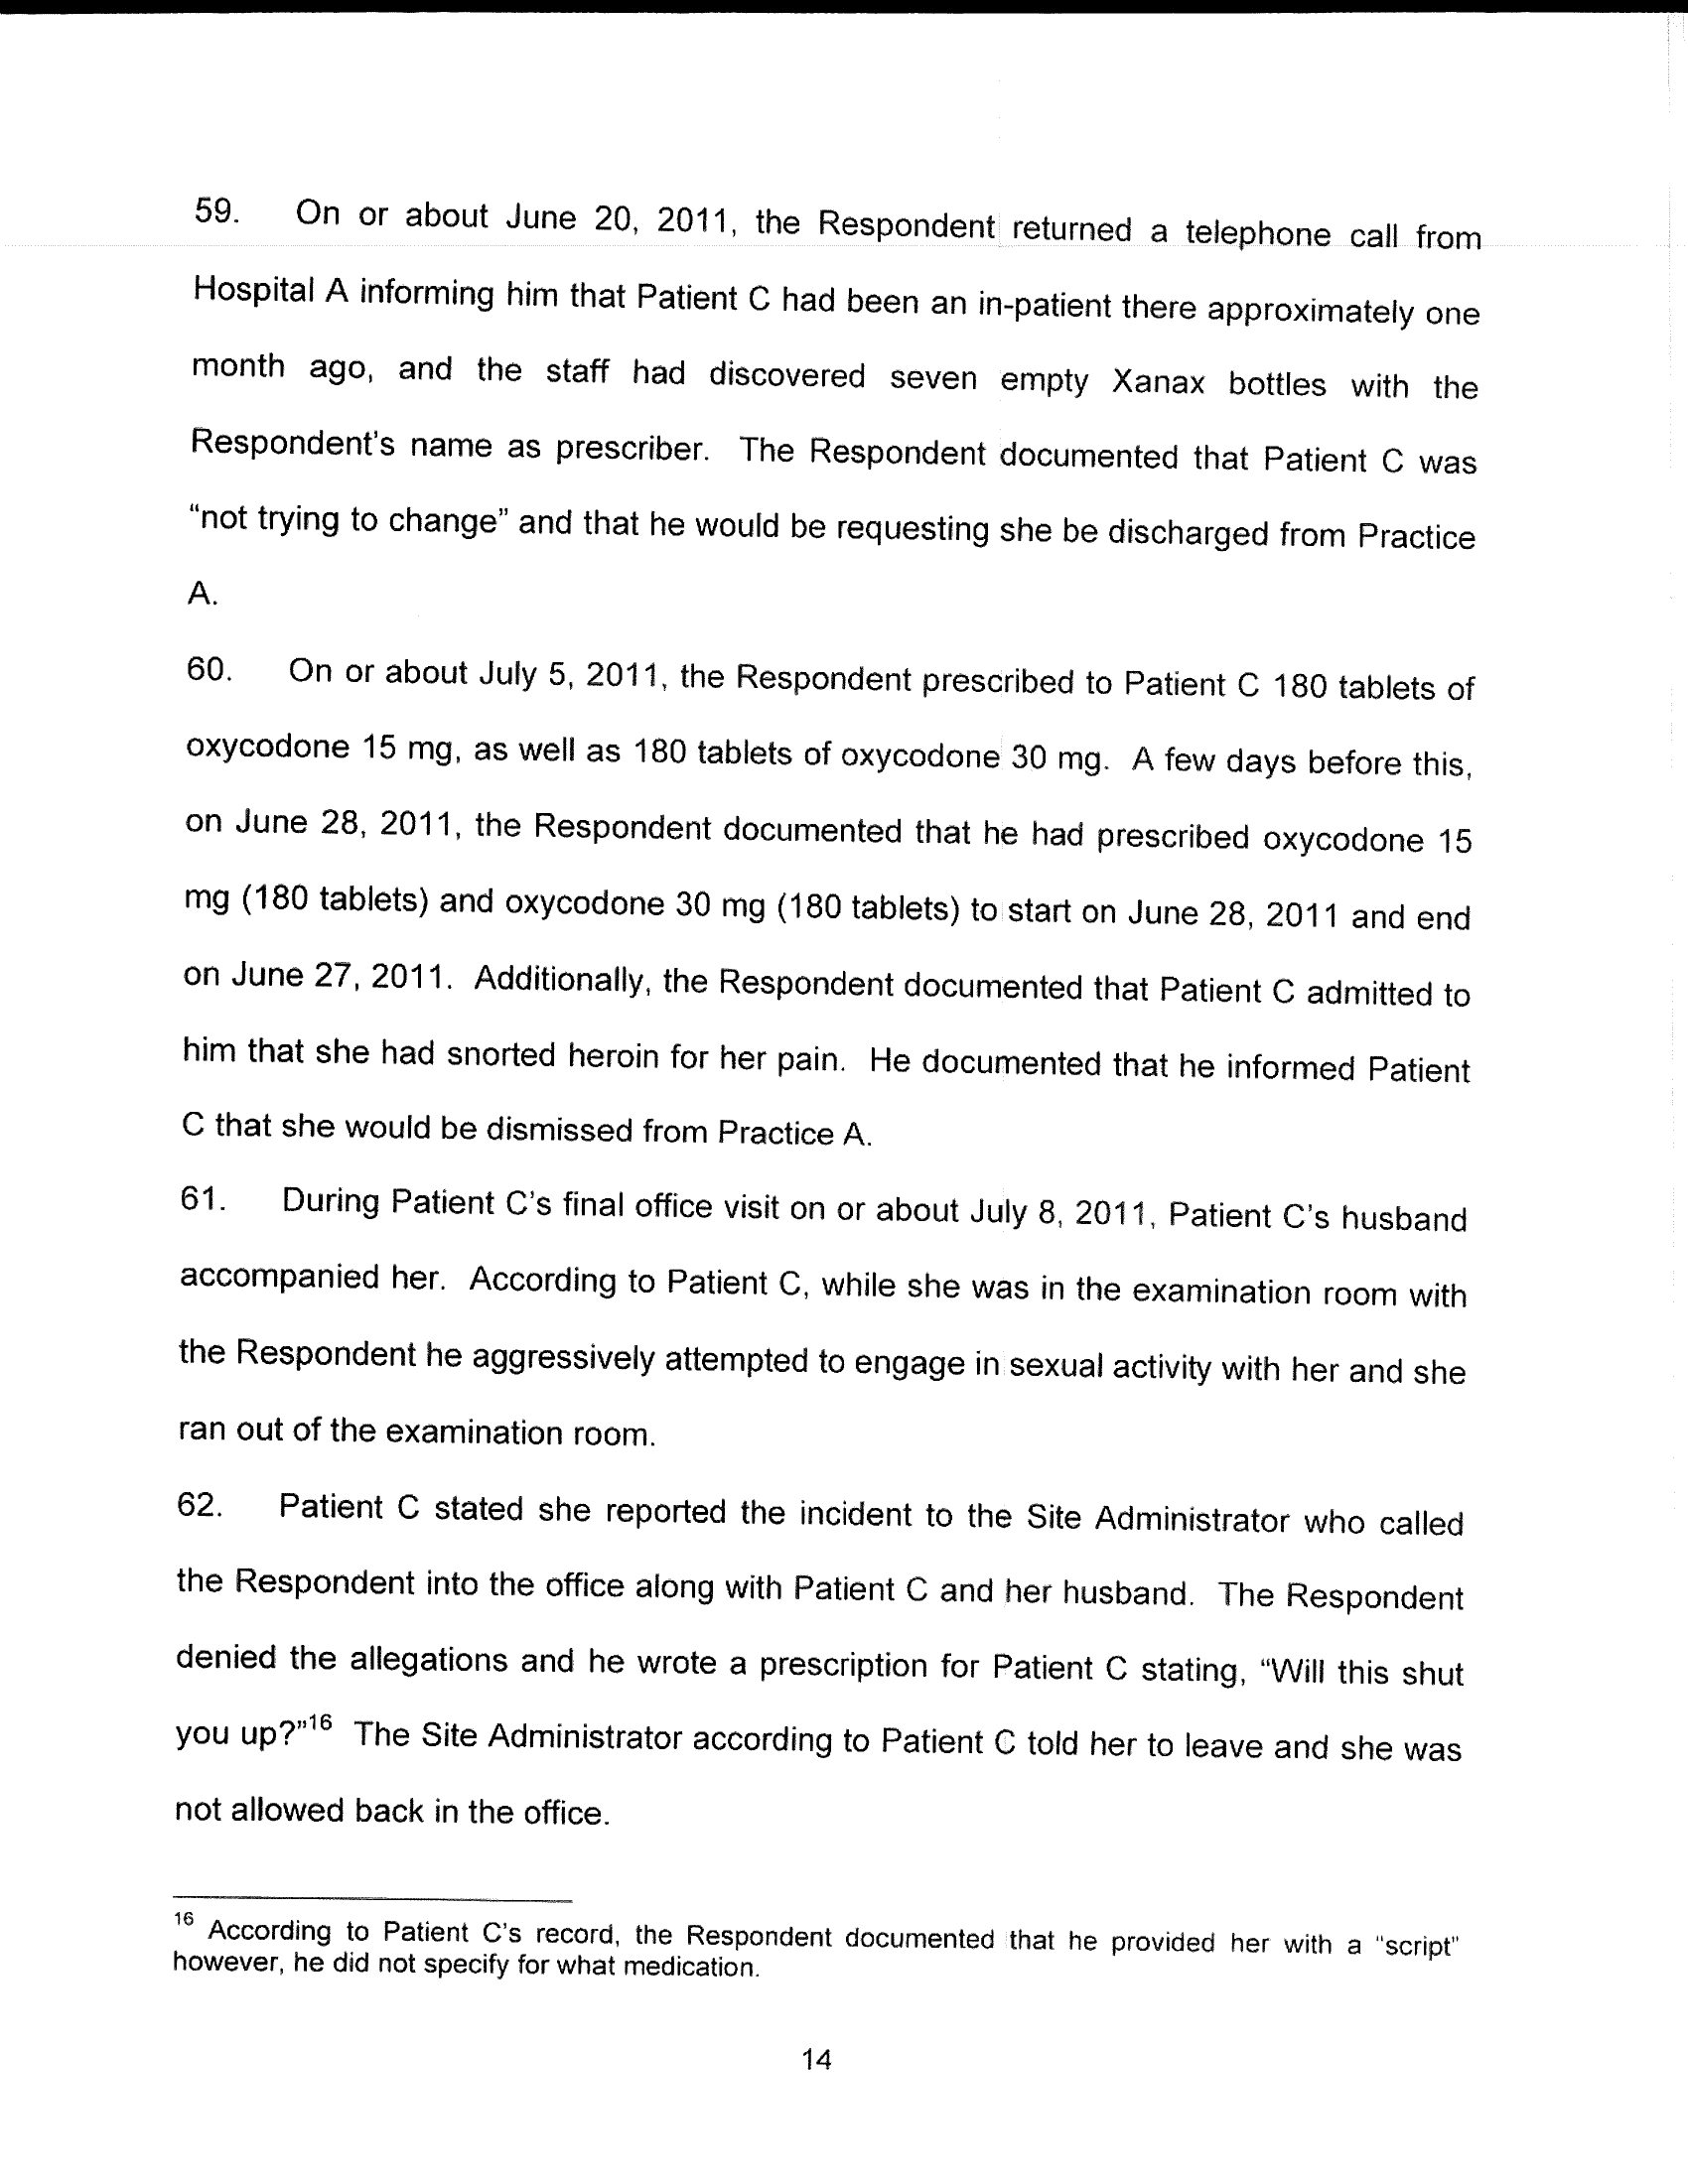 59. On or about June 20, 2011, the Respondent returned a telephone call from
Hospital A informing him that Patient C had been an in-patient there approximately one
month ago, and the staff had discovered seven empty Xanax bottles with the
Respondent's name as prescriber. The Respondent documented that Patient C was
“not trying to change” and that he would be requesting she be discharged from Practice
A.
60. On or about July 5, 2011, the Respondent prescribed to Patient C 180 tablets of
oxycodone 15 mg, as well as 180 tablets of oxycodone 30 mg. A few days before this,
on June 28, 2011, the Respondent documented that he had prescribed oxycodone 15
mg (180 tablets) and oxycodone 30 mg (180 tablets) to start on June 28, 2011 and end
on June 27, 2011. Additionally, the Respondent documented that Patient C admitted to
him that she had snorted heroin for her pain. He documented that he informed Patient
C that she would be dismissed from Practice A.
61. During Patient C's final office visit on or about July 8, 2011, Patient C's husband
accompanied her. According to Patient C, while she was in the examination room with
the Respondent he aggressively attempted to engage in sexual activity with her and she
ran out of the examination room.
62. Patient C stated she reported the incident to the Site Administrator who called
the Respondent into the office along with Patient C and her husband. The Respondent
denied the allegations and he wrote a prescription for Patient C stating, “Will this shut
you up?”16 The Site Administrator according to Patient C told her to leave and she was
not allowed back in the office.
16 According to Patient C's record, the Respondent documented that he provided her with a “script”
however, he did not specify for what medication.
14